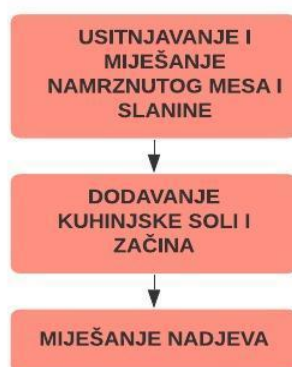 USITNJAVANJE I
MIJEŠANJE
NAMRZNUTOG MESA I
SLANINE
DODAVANJE
KUHINJSKE SOLI I
ZAČINA
MIJEŠANJE NADJEVA